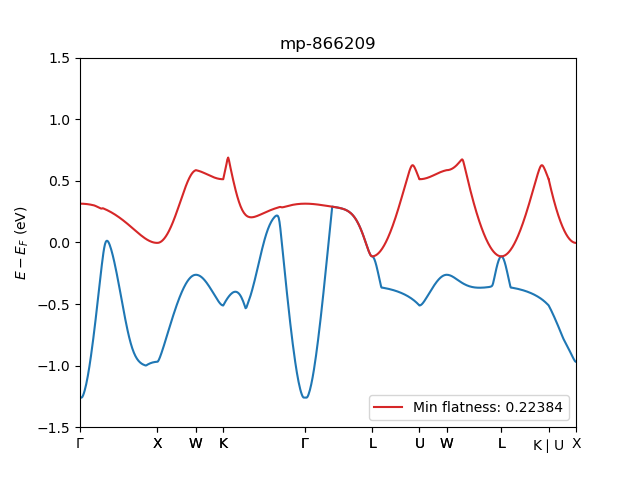 mp-866209
E − E_F (eV)
1.5
1.0
0.5
0.0
−0.5
−1.0
−1.5
Min flatness: 0.22384
Γ X W K Γ L U W L K | U X